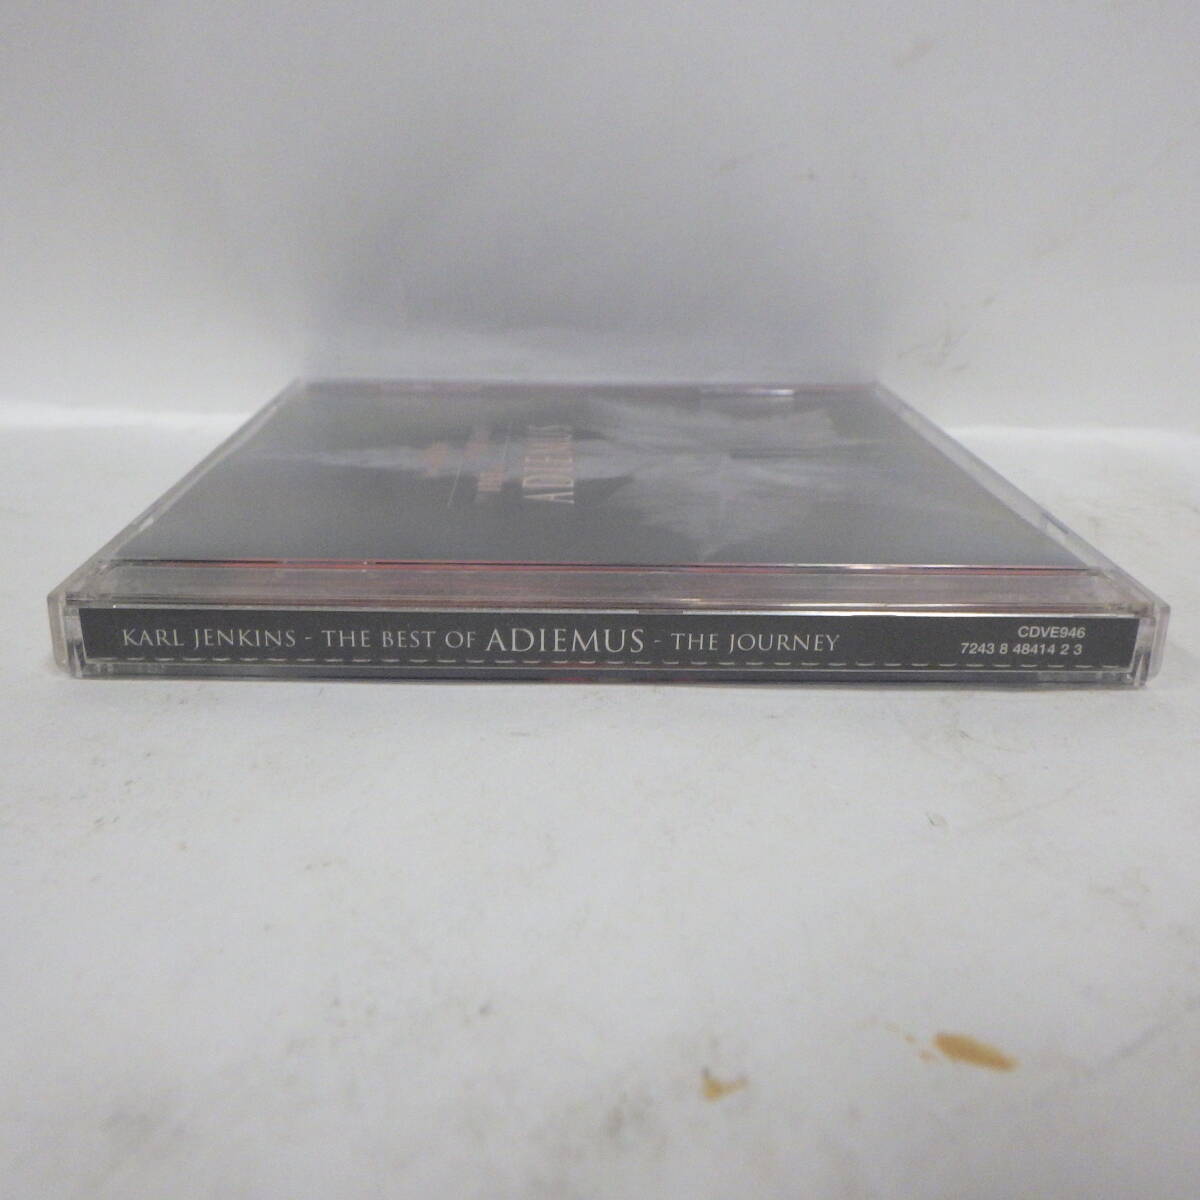 ADIEMUS
KARL JENKINS - THE BEST OF ADIEMUS - THE JOURNEY
CDVE946
7243 8 48414 2 3